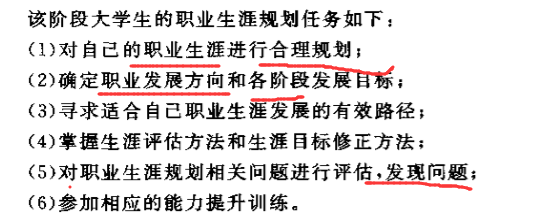 该阶段大学生的职业生涯规划任务如下:
(1)对自己的职业生涯进行合理规划;
(2)确定职业发展方向和各阶段发展目标;
(3)寻求适合自己职业生涯发展的有效路径;
(4)掌握生涯评估方法和生涯目标修正方法;
(5)对职业生涯规划相关问题进行评估,发现问题;
(6)参加相应的能力提升训练。